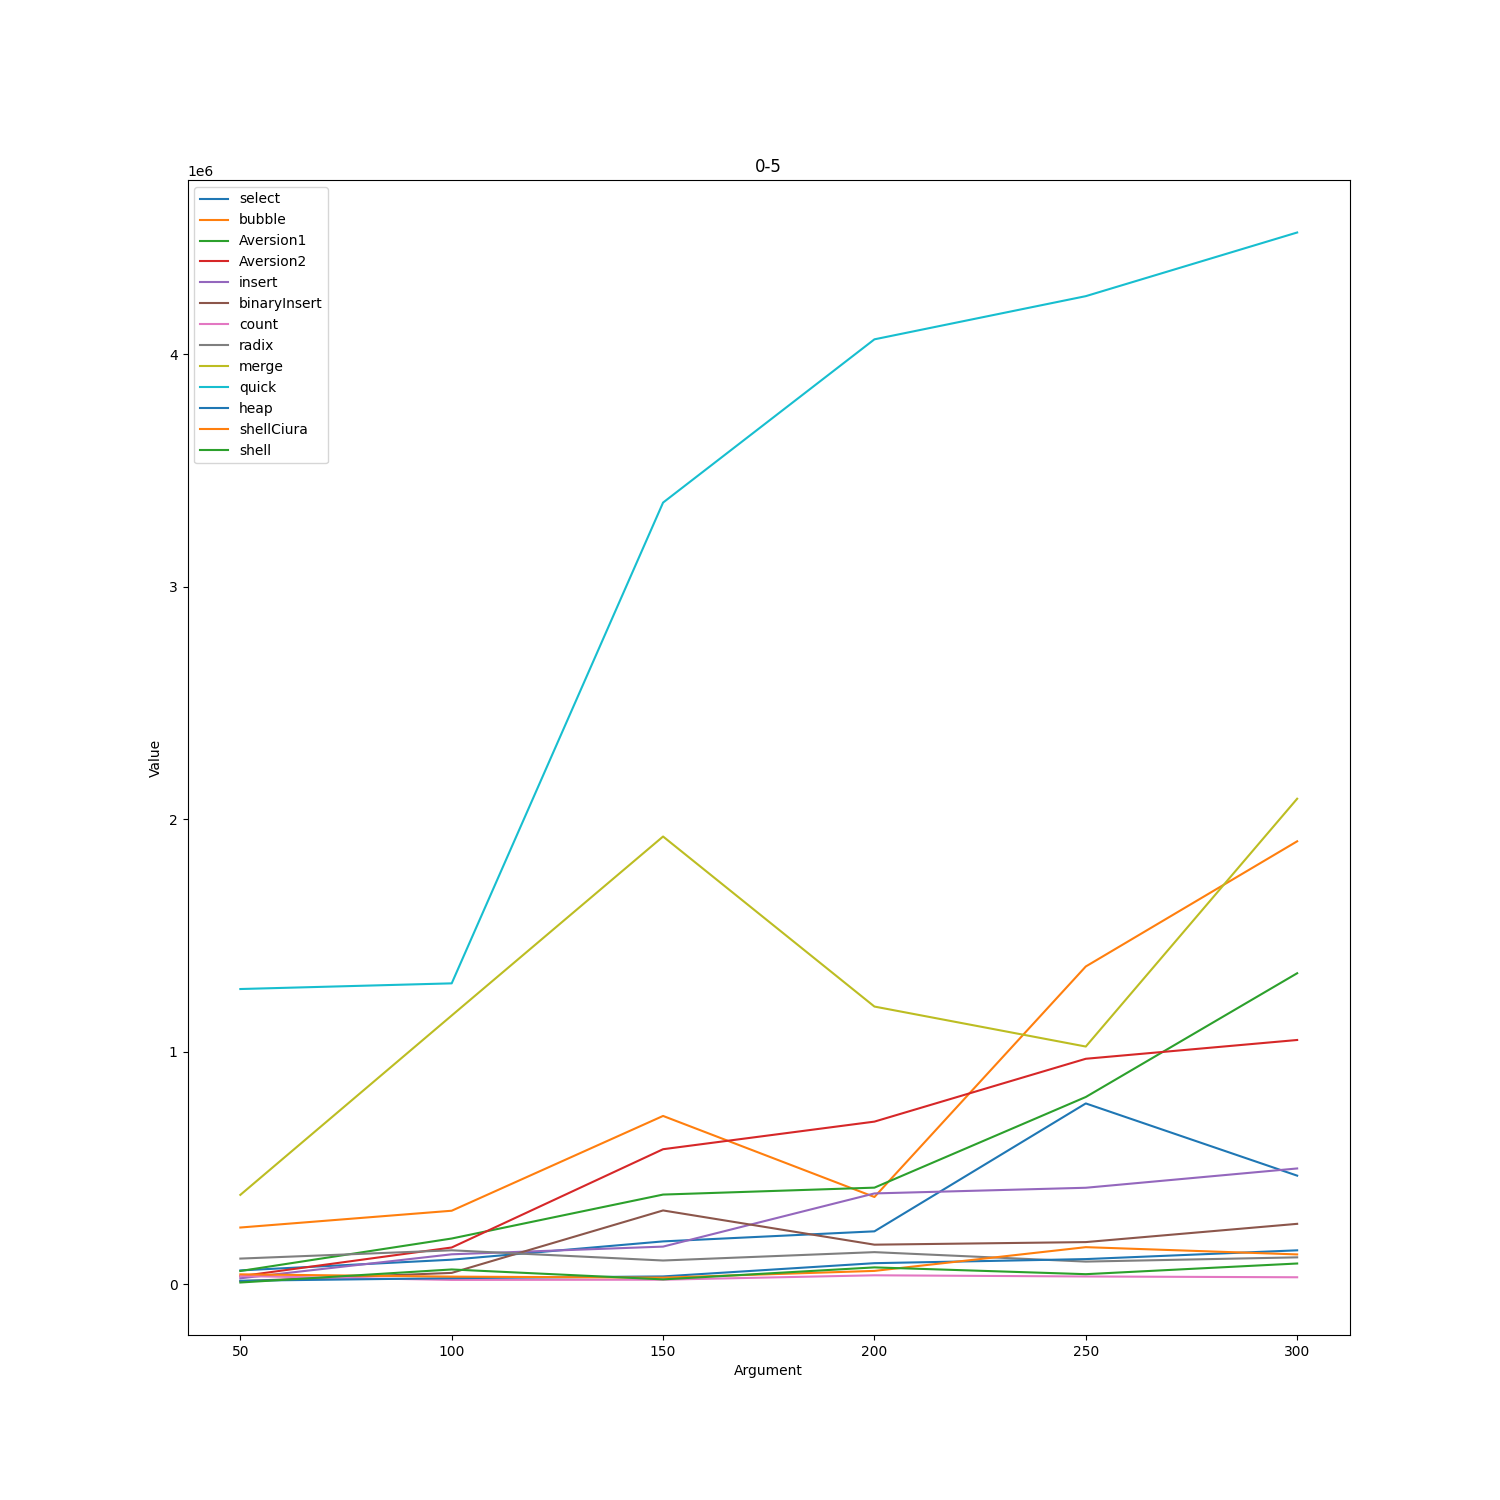 0-5
1e6
select
bubble
Aversion1
Aversion2
insert
binaryInsert
count
radix
merge
quick
heap
shellCiura
shell
4
3
2
1
0
Value
50 100 150 200 250 300
Argument